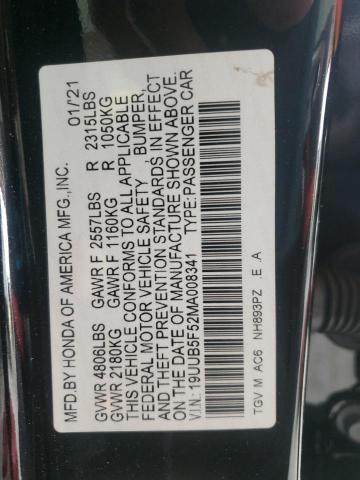 MFD.BY HONDA OF AMERICA MFG.,INC. 01/'21
GVWR 4806LBS GAWR F 2557LBS R 2315LBS
GVWR 2180KG GAWR F 1160KG R 1050KG
THIS VEHICLE CONFORMS TO ALL APPLICABLE
FEDERAL MOTOR VEHICLE SAFETY, BUMPER,
AND THEFT PREVENTION STANDARDS IN EFFECT
ON THE DATE OF MANUFACTURE SHOWN ABOVE.
V.I.N.: 19UUB5F52MA008341 TYPE:PASSENGER CAR
TGV M AC6 NH893PZ .E .A